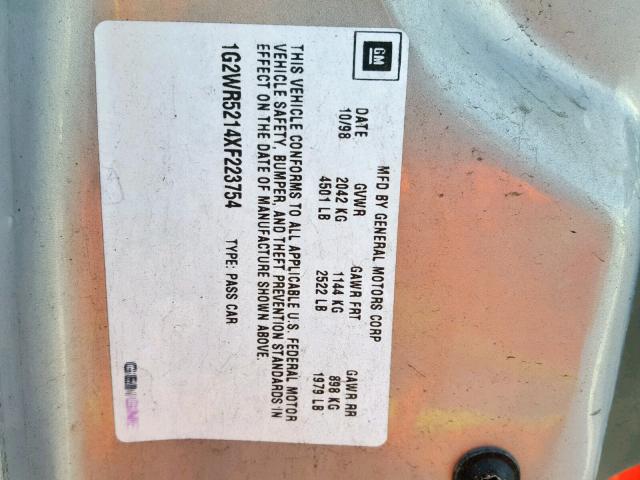 GM
MFD BY GENERAL MOTORS CORP
DATE GVWR GAWR FRT GAWR RR
10/98 2042 KG 1144 KG 898 KG
4501 LB 2522 LB 1979 LB
THIS VEHICLE CONFORMS TO ALL APPLICABLE U.S. FEDERAL MOTOR
VEHICLE SAFETY, BUMPER, AND THEFT PREVENTION STANDARDS IN
EFFECT ON THE DATE OF MANUFACTURE SHOWN ABOVE.
1G2WR5214XF223754 TYPE: PASS CAR